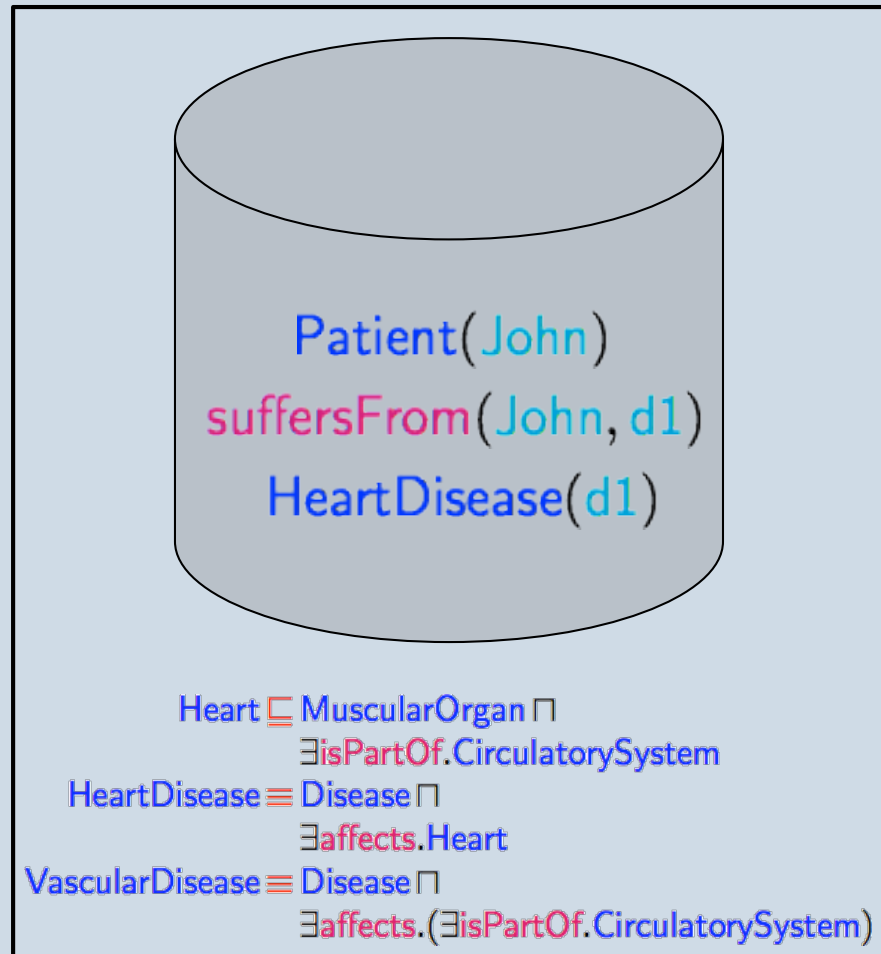 Patient(John)
suffersFrom(John, d1)
HeartDisease(d1)
Heart ⊑ MuscularOrgan ⊓
∃isPartOf.CirculatorySystem
HeartDisease ≡ Disease ⊓
∃affects.Heart
VascularDisease ≡ Disease ⊓
∃affects.(∃isPartOf.CirculatorySystem)